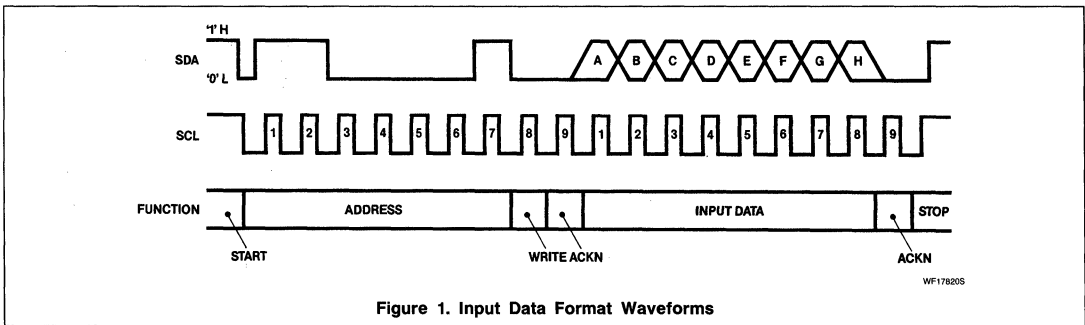 '1' H
SDA
'0' L
A B C D E F G H
SCL
1 2 3 4 5 6 7 8 9 1 2 3 4 5 6 7 8 9
FUNCTION
ADDRESS
INPUT DATA
STOP
START
WRITE ACKN
ACKN
WF17820S
Figure 1. Input Data Format Waveforms